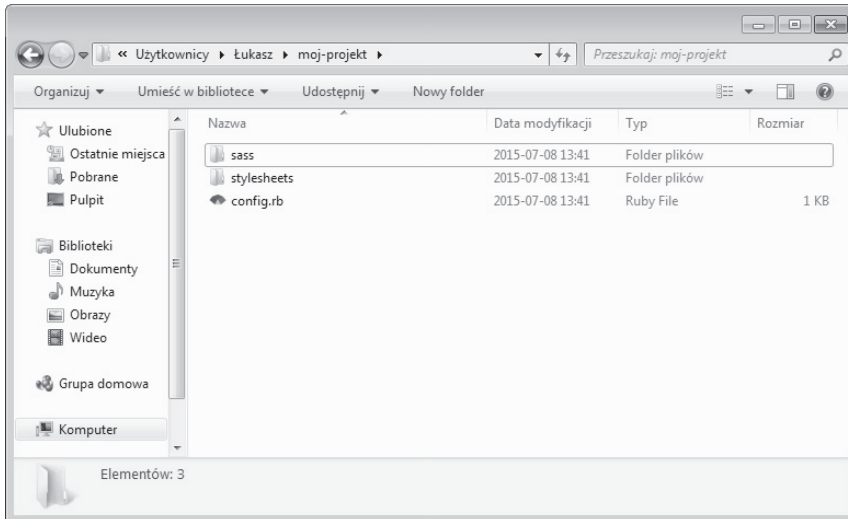 « Użytkownicy Łukasz moj-projekt
Przeszukaj: moj-projekt
Organizuj Umieść w bibliotece Udostępnij Nowy folder
Ulubione
Ostatnie miejsca
Pobrane
Pulpit
Biblioteki
Dokumenty
Muzyka
Obrazy
Wideo
Grupa domowa
Komputer
Nazwa Data modyfikacji Typ Rozmiar
sass 2015-07-08 13:41 Folder plików
stylesheets 2015-07-08 13:41 Folder plików
config.rb 2015-07-08 13:41 Ruby File 1 KB
Elementów: 3